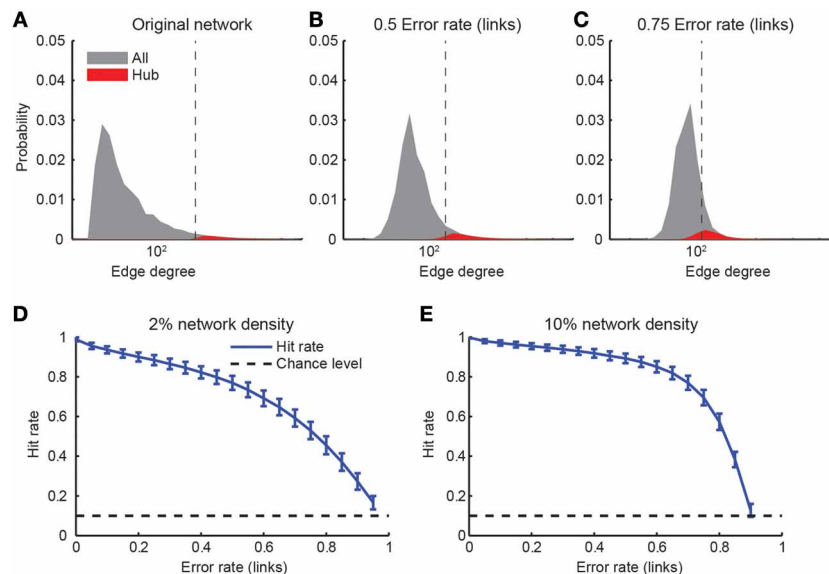 A Original network
B 0.5 Error rate (links)
C 0.75 Error rate (links)
0.05
0.04
0.03
0.02
0.01
0
Probability
All
Hub
10²
Edge degree
0.05
0.04
0.03
0.02
0.01
0
10²
Edge degree
0.05
0.04
0.03
0.02
0.01
0
10²
Edge degree
D 2% network density
1
0.8
0.6
0.4
0.2
0
Hit rate
Hit rate
Chance level
0 0.2 0.4 0.6 0.8 1
Error rate (links)
E 10% network density
1
0.8
0.6
0.4
0.2
0
Hit rate
0 0.2 0.4 0.6 0.8 1
Error rate (links)